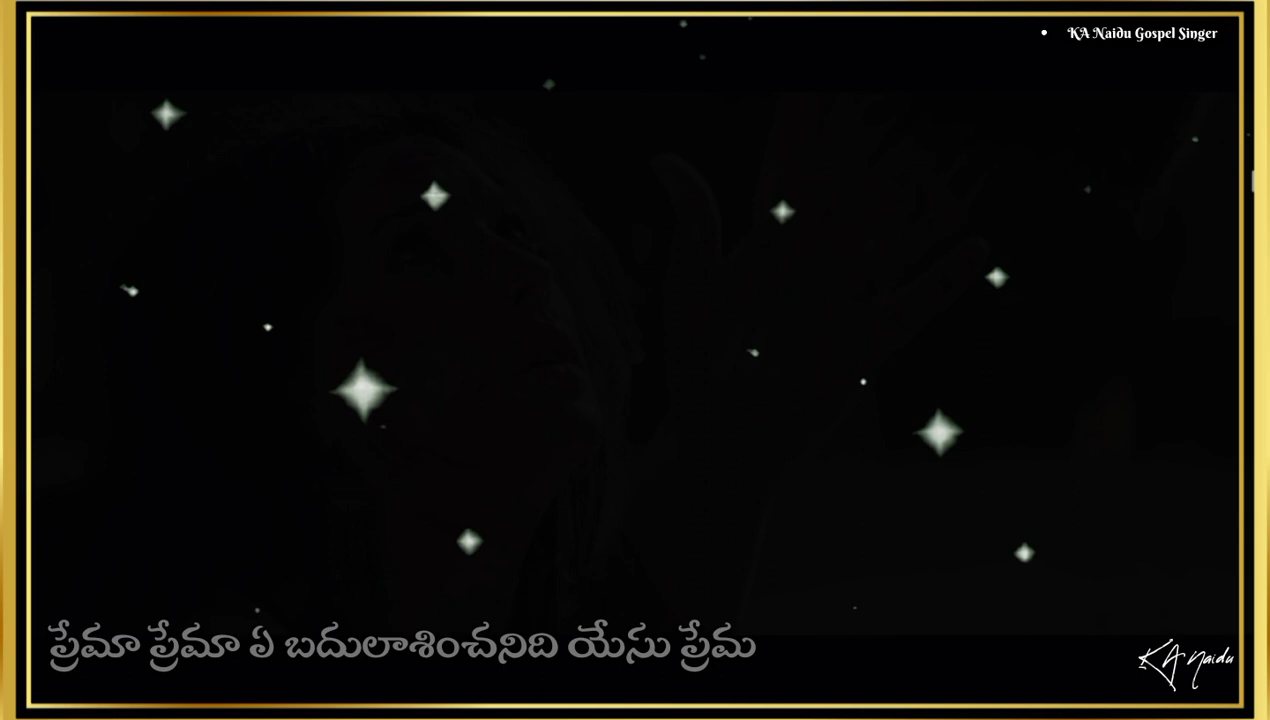 • KA Naidu Gospel Singer
ప్రేమా ప్రేమా ఏ బదులాశించనిది యేసు ప్రేమ
KA Naidu